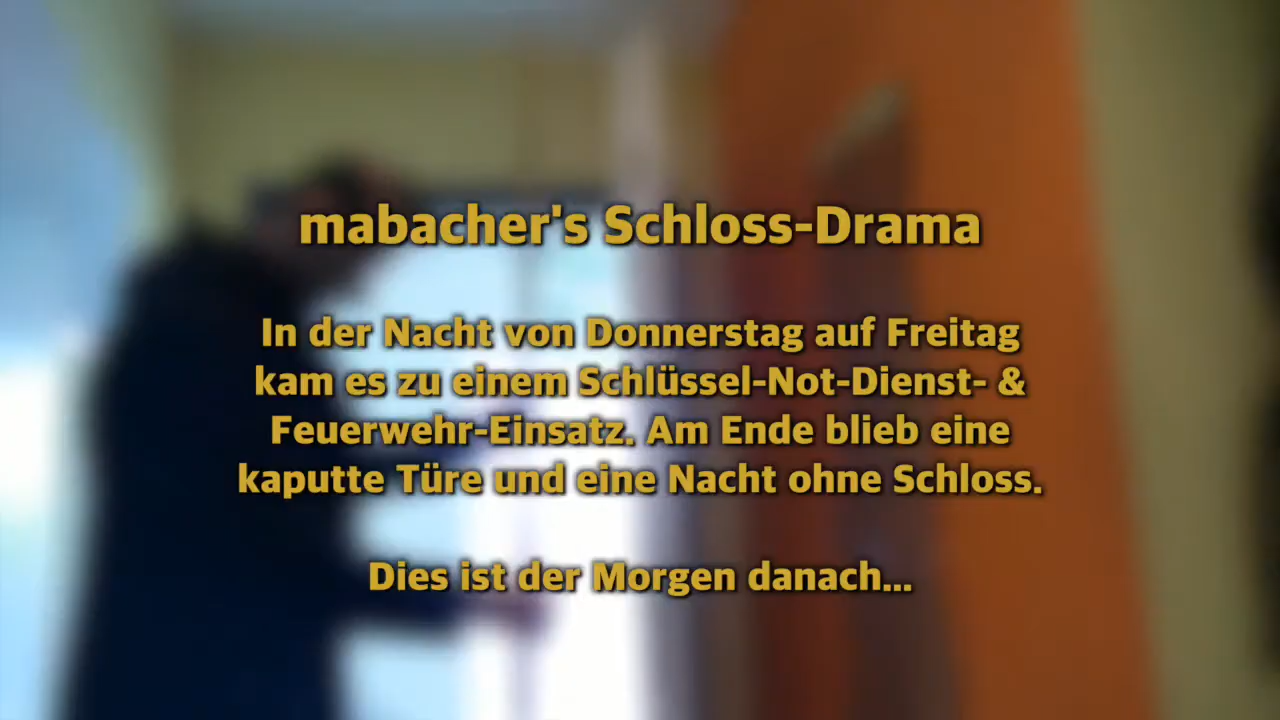 mabacher's Schloss-Drama
In der Nacht von Donnerstag auf Freitag
kam es zu einem Schlüssel-Not-Dienst- &
Feuerwehr-Einsatz. Am Ende blieb eine
kaputte Türe und eine Nacht ohne Schloss.
Dies ist der Morgen danach...